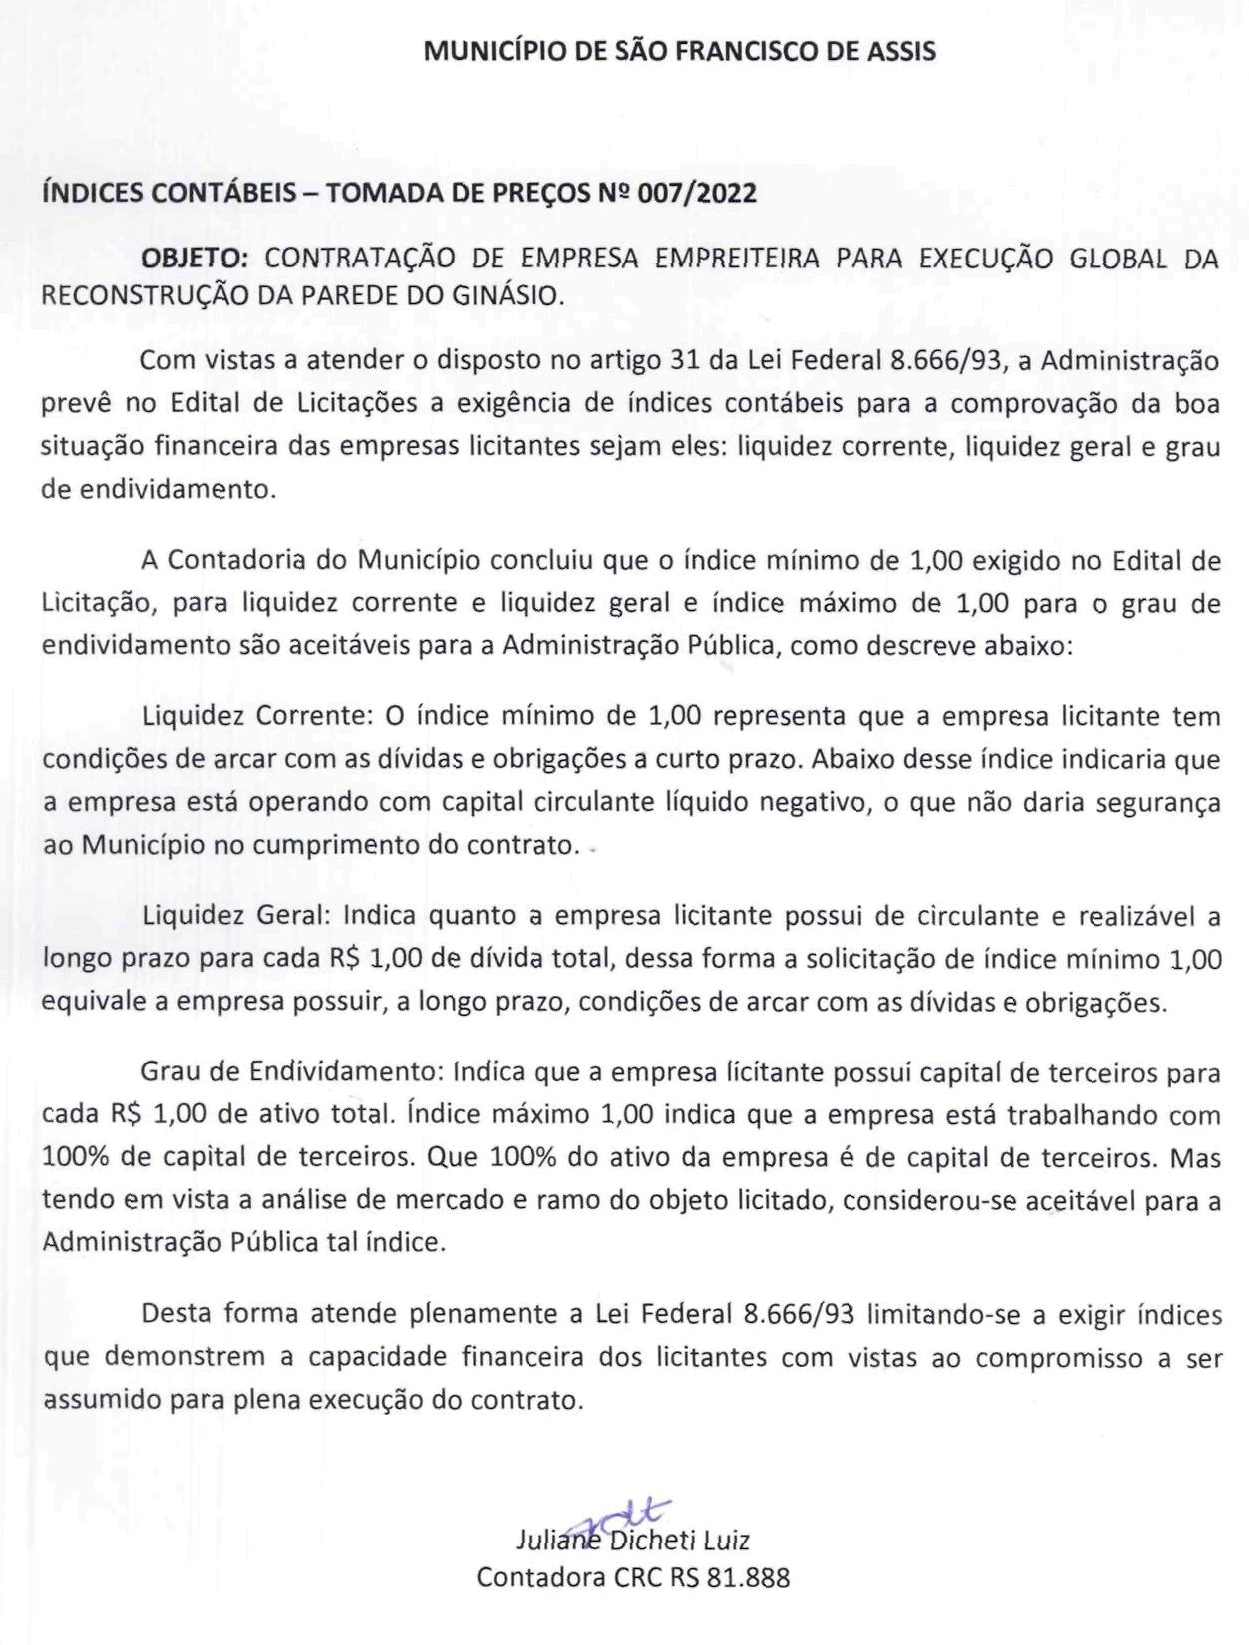 MUNICÍPIO DE SÃO FRANCISCO DE ASSIS
ÍNDICES CONTÁBEIS – TOMADA DE PREÇOS Nº 007/2022
OBJETO: CONTRATAÇÃO DE EMPRESA EMPREITEIRA PARA EXECUÇÃO GLOBAL DA
RECONSTRUÇÃO DA PAREDE DO GINÁSIO.
Com vistas a atender o disposto no artigo 31 da Lei Federal 8.666/93, a Administração
prevê no Edital de Licitações a exigência de índices contábeis para a comprovação da boa
situação financeira das empresas licitantes sejam eles: liquidez corrente, liquidez geral e grau
de endividamento.
A Contadoria do Município concluiu que o índice mínimo de 1,00 exigido no Edital de
Licitação, para liquidez corrente e liquidez geral e índice máximo de 1,00 para o grau de
endividamento são aceitáveis para a Administração Pública, como descreve abaixo:
Liquidez Corrente: O índice mínimo de 1,00 representa que a empresa licitante tem
condições de arcar com as dívidas e obrigações a curto prazo. Abaixo desse índice indicaria que
a empresa está operando com capital circulante líquido negativo, o que não daria segurança
ao Município no cumprimento do contrato.
Liquidez Geral: Indica quanto a empresa licitante possui de circulante e realizável a
longo prazo para cada R$ 1,00 de dívida total, dessa forma a solicitação de índice mínimo 1,00
equivale a empresa possuir, a longo prazo, condições de arcar com as dívidas e obrigações.
Grau de Endividamento: Indica que a empresa licitante possui capital de terceiros para
cada R$ 1,00 de ativo total. Índice máximo 1,00 indica que a empresa está trabalhando com
100% de capital de terceiros. Que 100% do ativo da empresa é de capital de terceiros. Mas
tendo em vista a análise de mercado e ramo do objeto licitado, considerou-se aceitável para a
Administração Pública tal índice.
Desta forma atende plenamente a Lei Federal 8.666/93 limitando-se a exigir índices
que demonstrem a capacidade financeira dos licitantes com vistas ao compromisso a ser
assumido para plena execução do contrato.
Juliane Dicheti Luiz
Contadora CRC RS 81.888